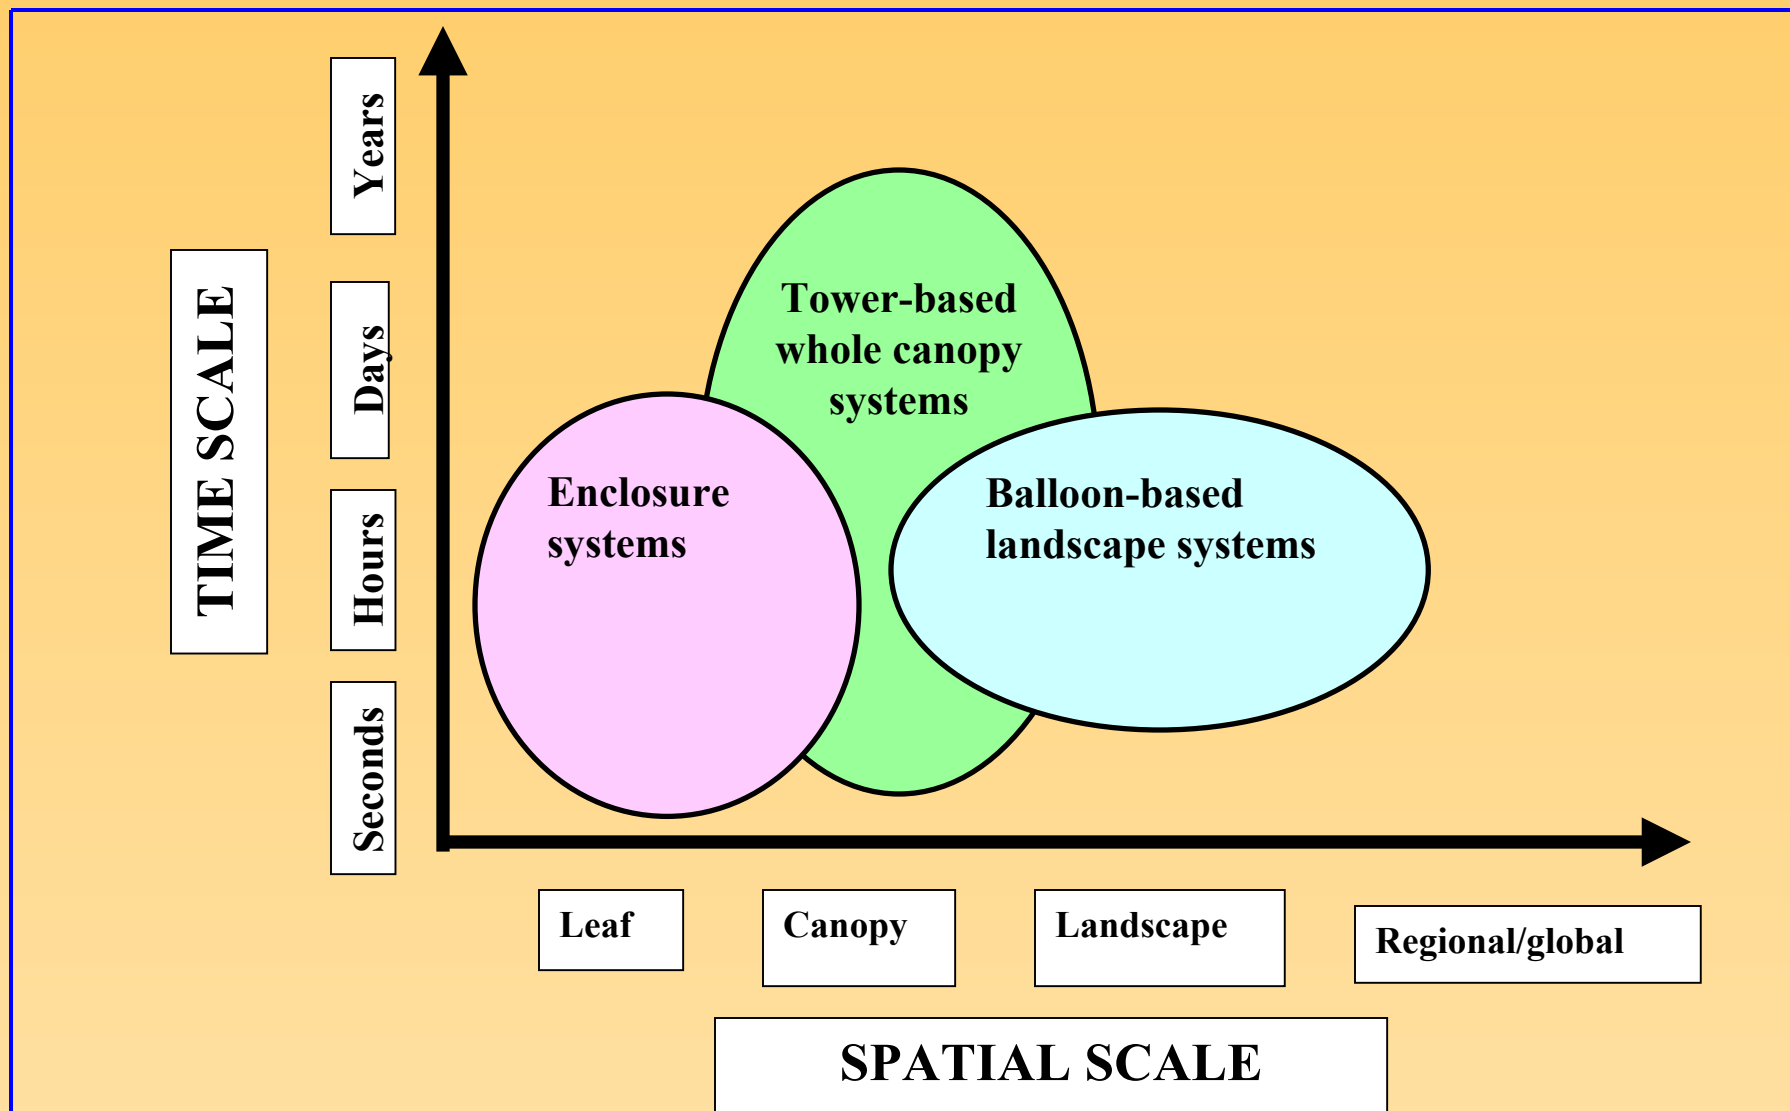 Years
Days
Hours
Seconds
TIME SCALE
Tower-based
whole canopy
systems
Enclosure
systems
Balloon-based
landscape systems
Leaf
Canopy
Landscape
Regional/global
SPATIAL SCALE